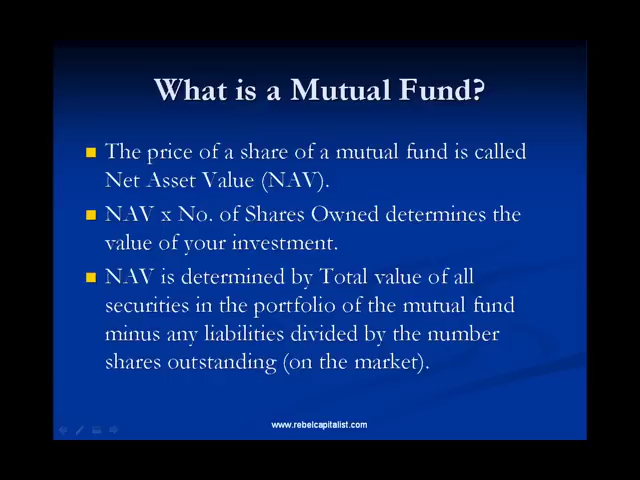 What is a Mutual Fund?
The price of a share of a mutual fund is called
Net Asset Value (NAV).
NAV x No. of Shares Owned determines the
value of your investment.
NAV is determined by Total value of all
securities in the portfolio of the mutual fund
minus any liabilities divided by the number
shares outstanding (on the market).
www.rebelcapitalist.com